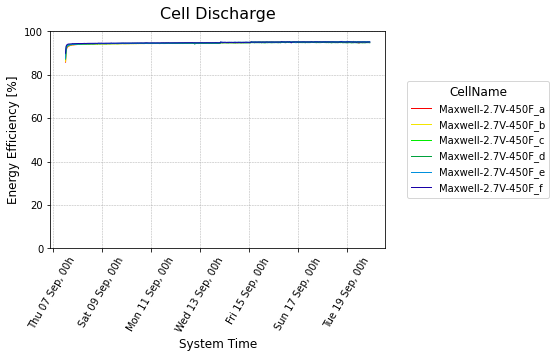 Cell Discharge
Energy Efficiency [%]
100
80
60
40
20
0
Thu 07 Sep, 00h
Sat 09 Sep, 00h
Mon 11 Sep, 00h
Wed 13 Sep, 00h
Fri 15 Sep, 00h
Sun 17 Sep, 00h
Tue 19 Sep, 00h
System Time
CellName
Maxwell-2.7V-450F_a
Maxwell-2.7V-450F_b
Maxwell-2.7V-450F_c
Maxwell-2.7V-450F_d
Maxwell-2.7V-450F_e
Maxwell-2.7V-450F_f